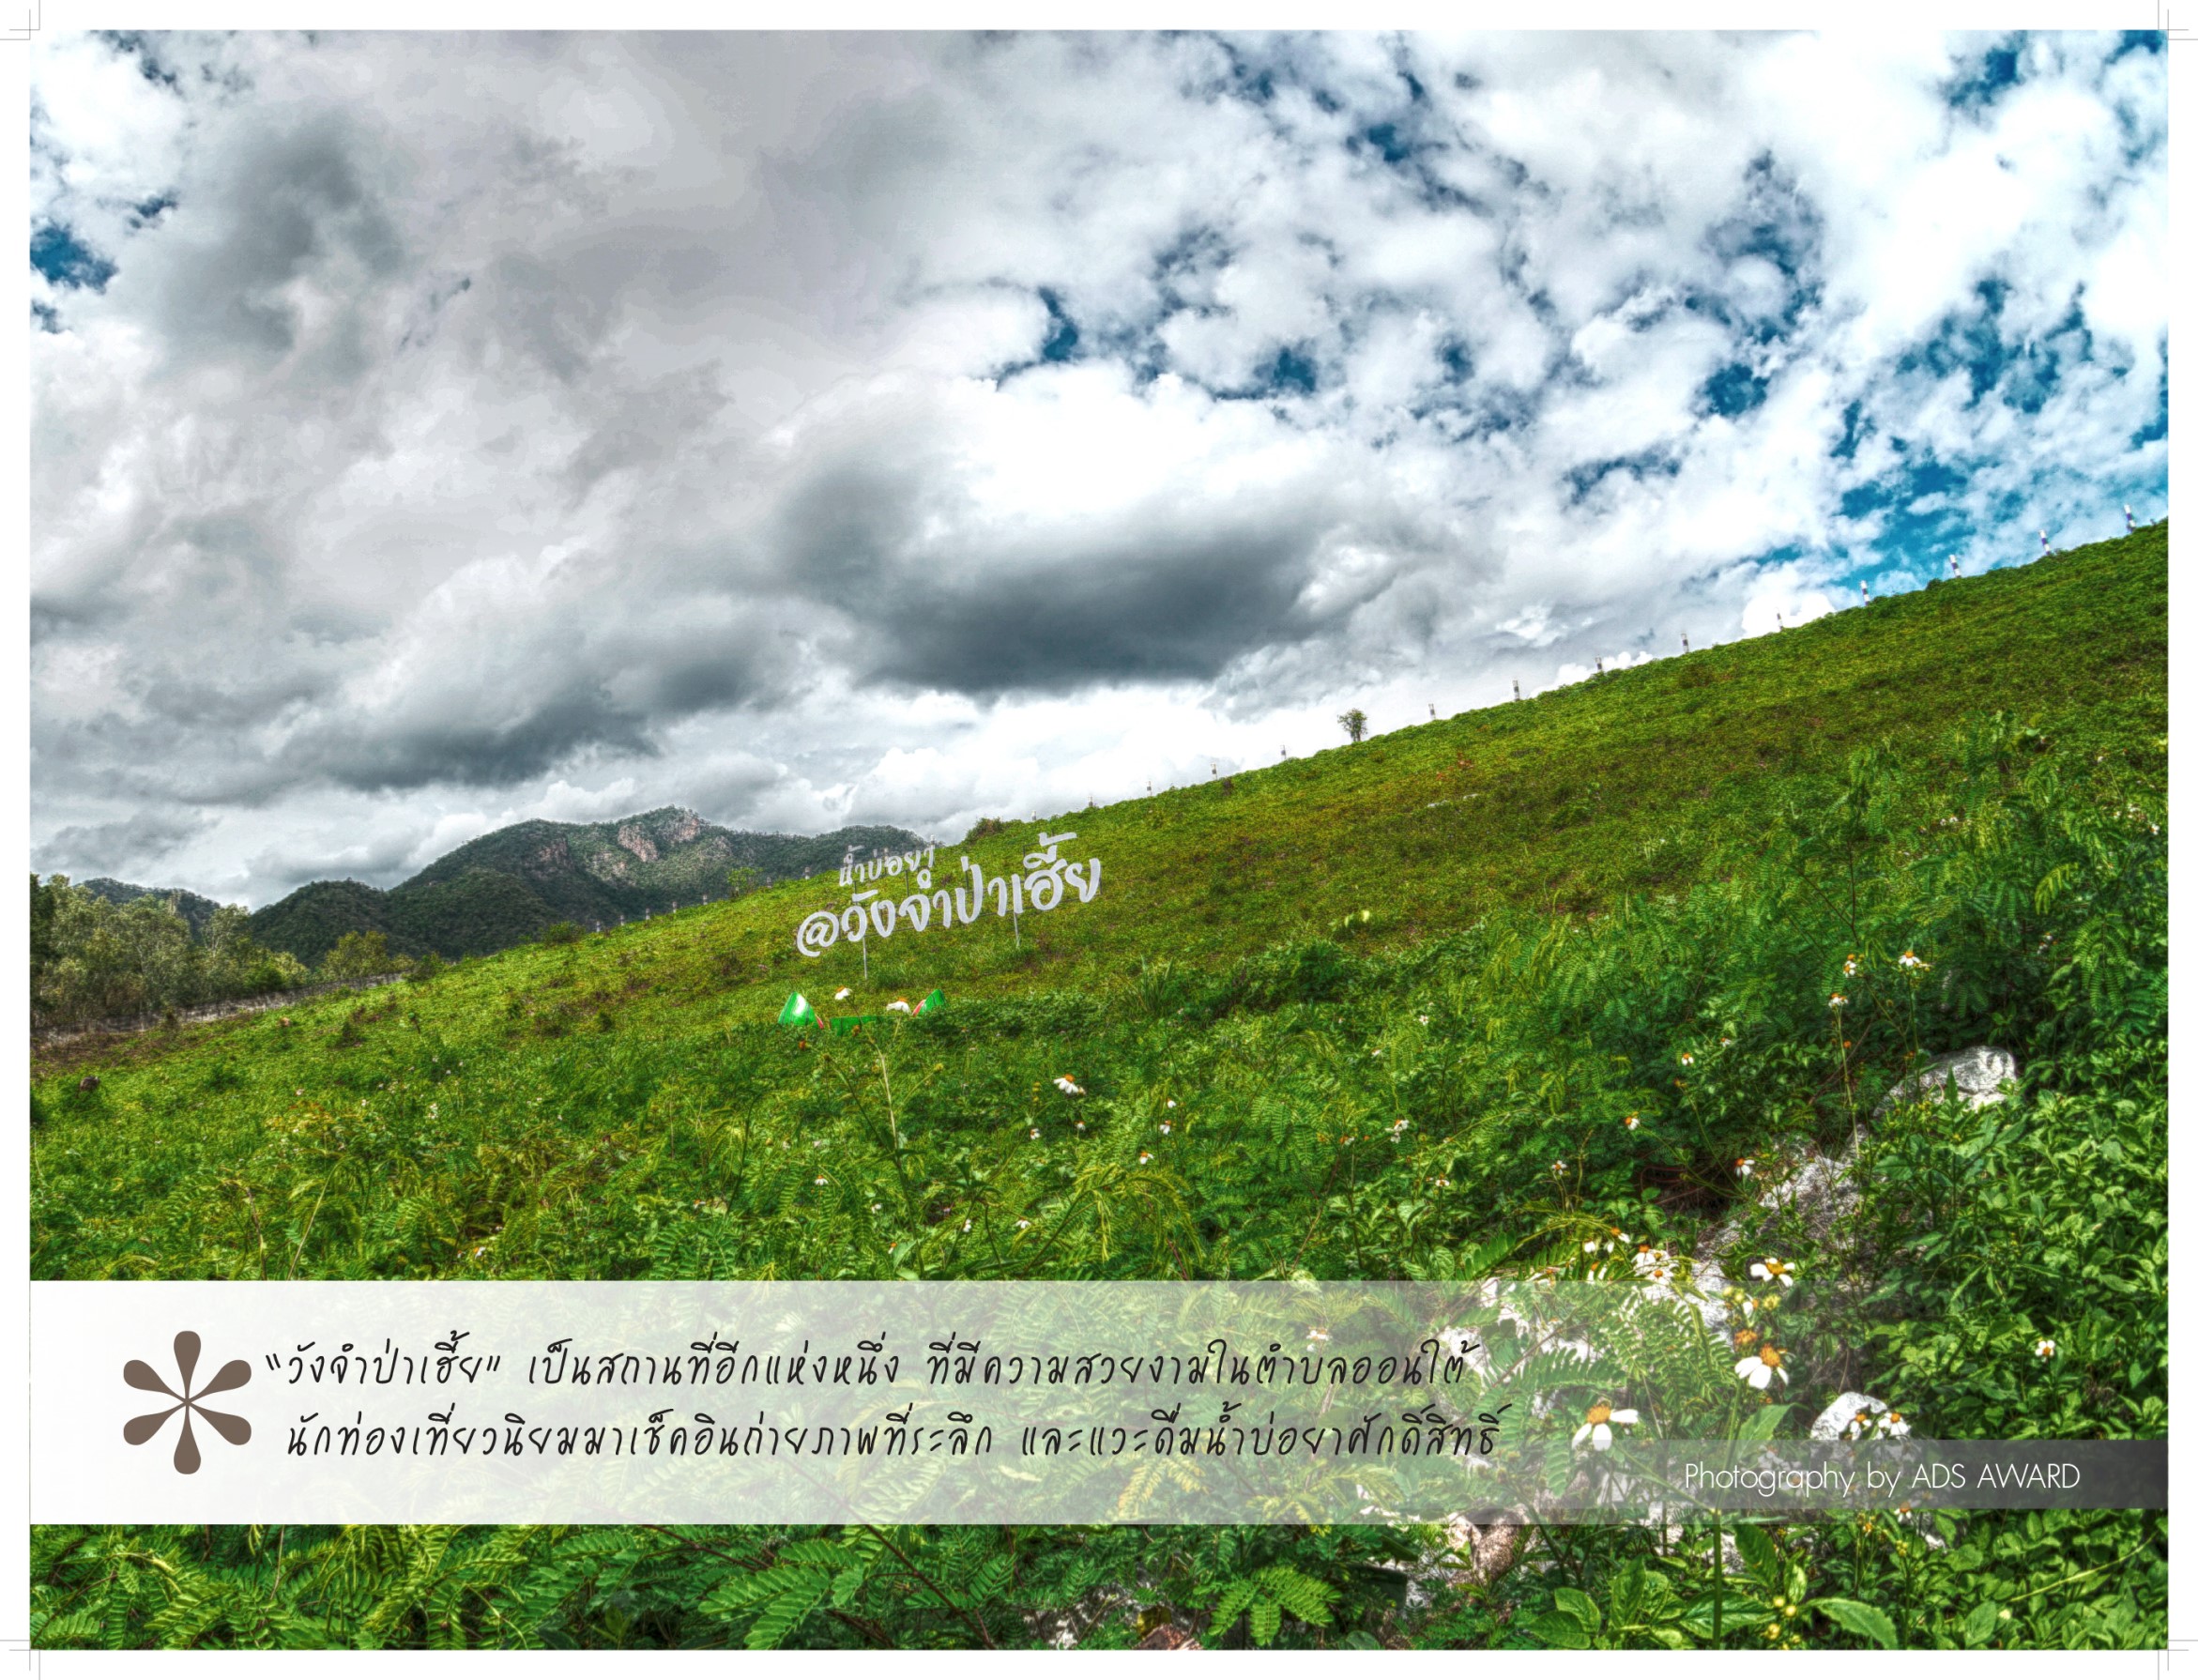 น้ำบ่อยา
@วังจำป่าเฮี้ย
“วังจำป่าเฮี้ย” เป็นสถานที่อีกแห่งหนึ่ง ที่มีความสวยงามในตำบลออนใต้
นักท่องเที่ยวนิยมมาเช็คอินถ่ายภาพที่ระลึก และแวะดื่มน้ำบ่อยาศักดิ์สิทธิ์
Photography by ADS AWARD